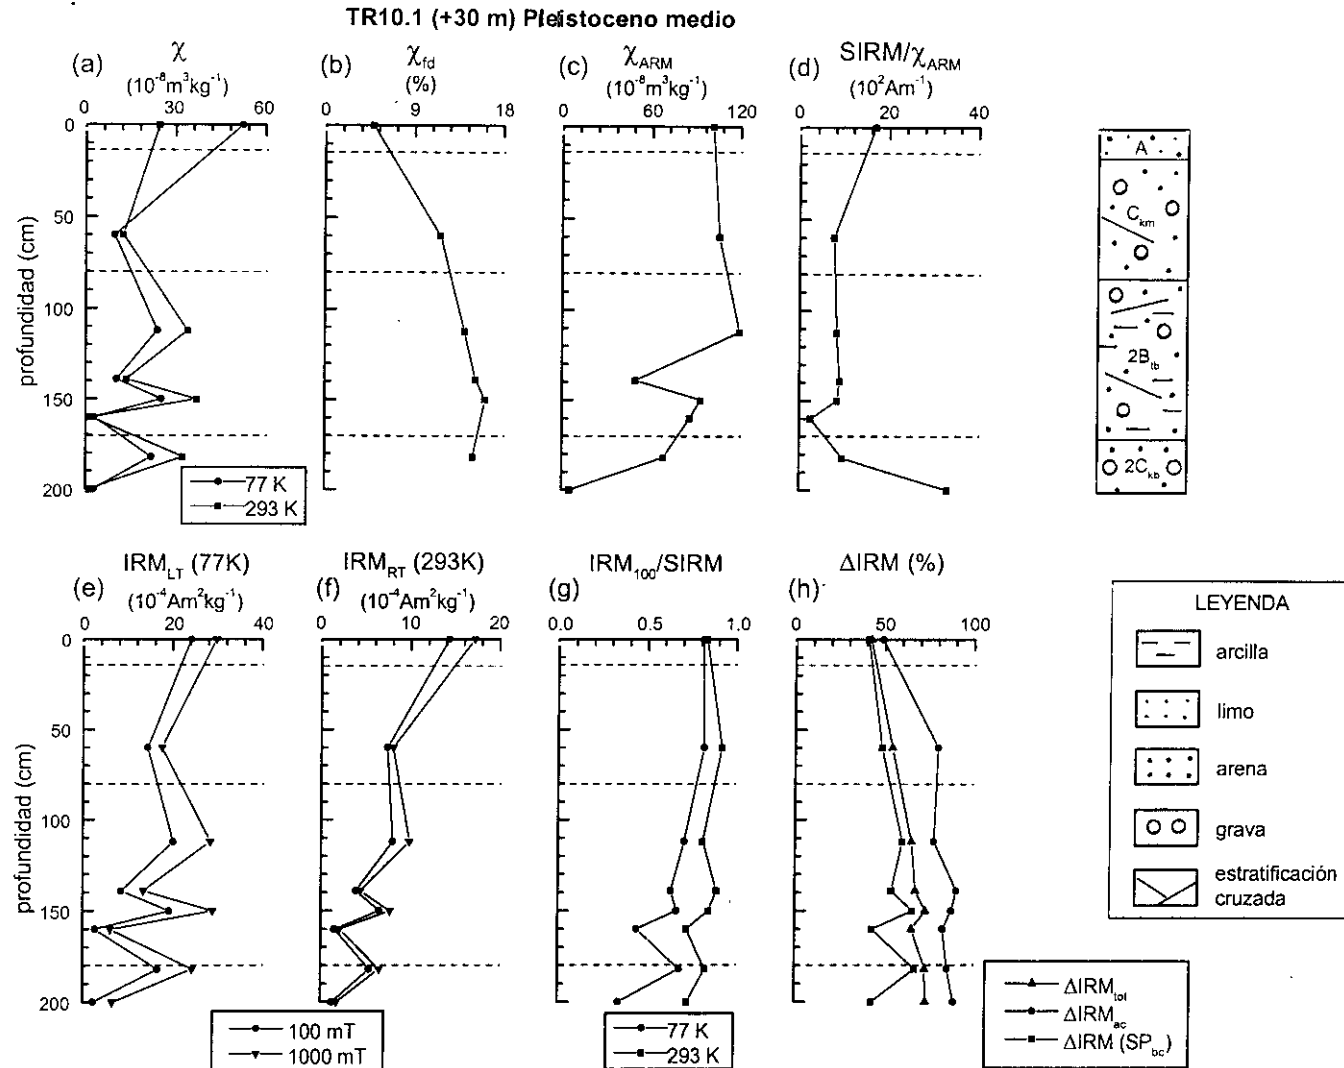 TR10.1 (+30 m) Pleistoceno medio
(a) χ (10⁻⁸m³kg⁻¹)
0 30 60
(b) χfd (%)
0 9 18
(c) χARM (10⁻⁸m³kg⁻¹)
0 60 120
(d) SIRM/χARM (10²Am⁻¹)
0 20 40
profundidad (cm)
0
50
100
150
200
77 K
293 K
A
Ckm
2Btb
2Ckb
(e) IRMLT (77K) (10⁻⁴Am²kg⁻¹)
0 20 40
(f) IRMRT (293K) (10⁻⁴Am²kg⁻¹)
0 10 20
(g) IRM100/SIRM
0.0 0.5 1.0
(h) ΔIRM (%)
0 50 100
profundidad (cm)
0
50
100
150
200
100 mT
1000 mT
77 K
293 K
ΔIRMtot
ΔIRMac
ΔIRM (SPbc)
LEYENDA
arcilla
limo
arena
grava
estratificación
cruzada